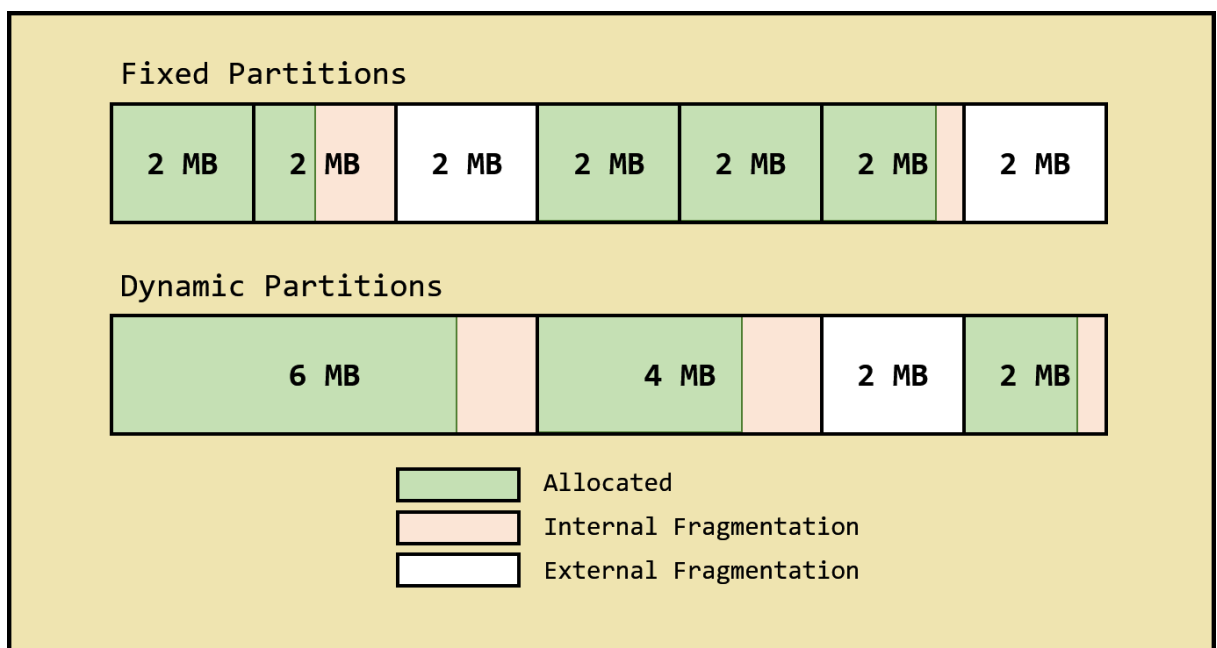 Fixed Partitions
2 MB 2 MB 2 MB 2 MB 2 MB 2 MB 2 MB
Dynamic Partitions
6 MB 4 MB 2 MB 2 MB
Allocated
Internal Fragmentation
External Fragmentation